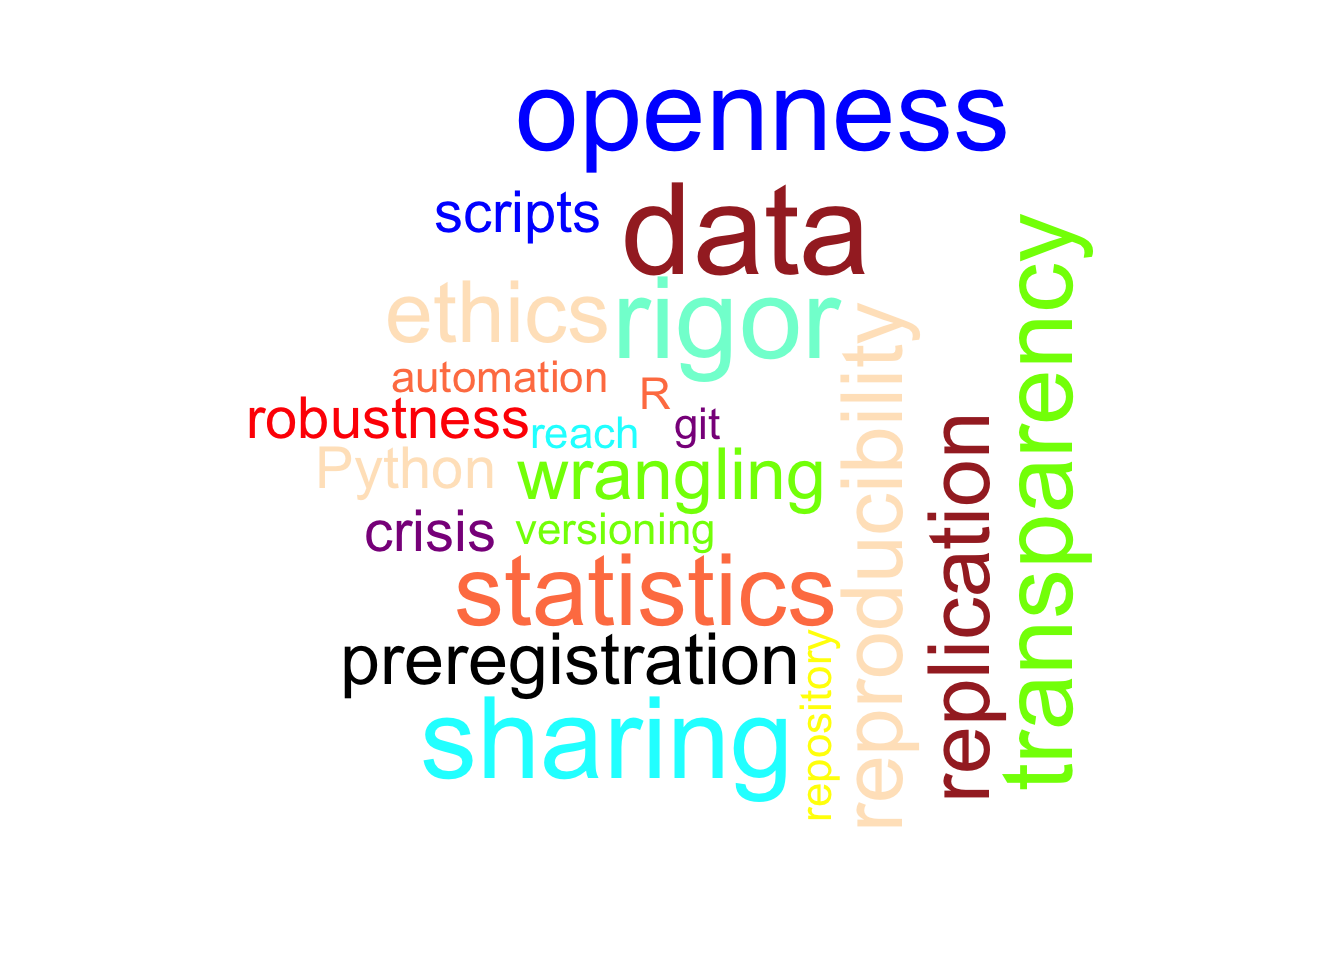 openness
scripts
data
ethics
rigor
automation
R
robustness
reach
git
Python
wrangling
crisis
versioning
statistics
preregistration
sharing
repository
reproducibility
replication
transparency